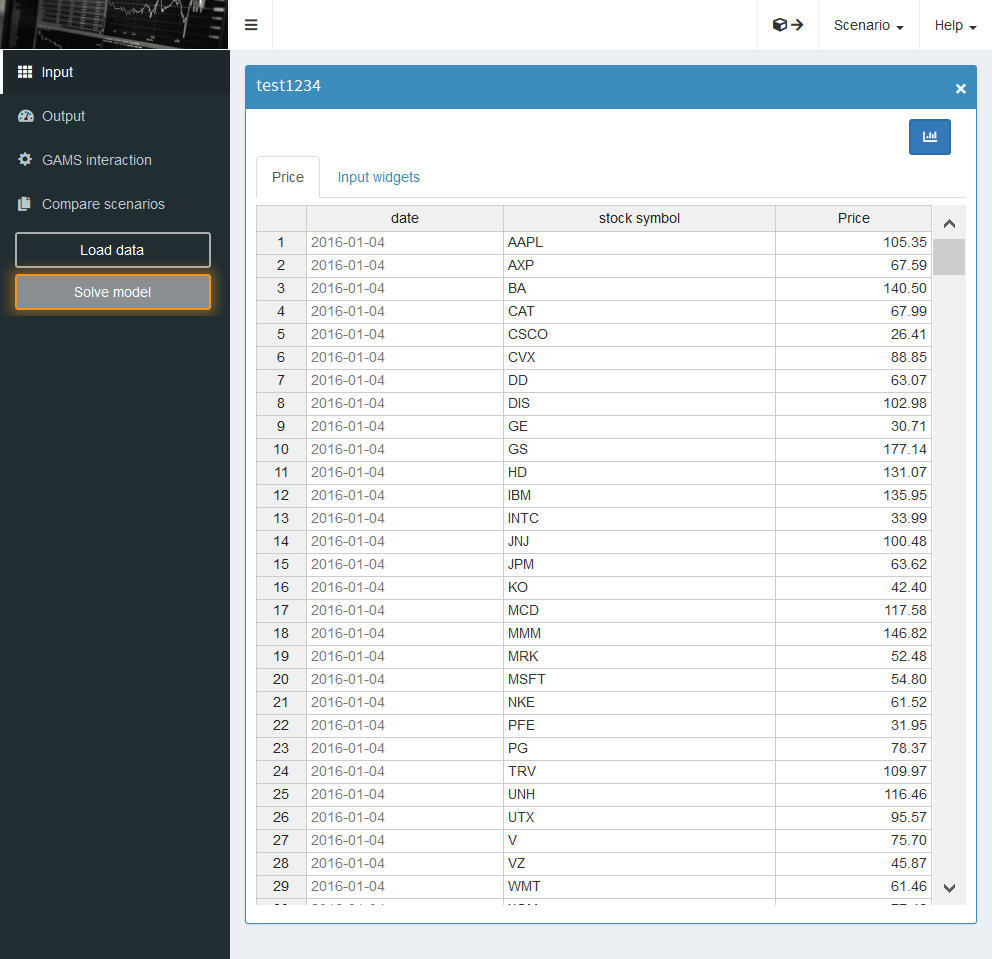 Scenario
Help
Input
Output
GAMS interaction
Compare scenarios
Load data
Solve model
test1234
Price Input widgets
date stock symbol Price
1 2016-01-04 AAPL 105.35
2 2016-01-04 AXP 67.59
3 2016-01-04 BA 140.50
4 2016-01-04 CAT 67.99
5 2016-01-04 CSCO 26.41
6 2016-01-04 CVX 88.85
7 2016-01-04 DD 63.07
8 2016-01-04 DIS 102.98
9 2016-01-04 GE 30.71
10 2016-01-04 GS 177.14
11 2016-01-04 HD 131.07
12 2016-01-04 IBM 135.95
13 2016-01-04 INTC 33.99
14 2016-01-04 JNJ 100.48
15 2016-01-04 JPM 63.62
16 2016-01-04 KO 42.40
17 2016-01-04 MCD 117.58
18 2016-01-04 MMM 146.82
19 2016-01-04 MRK 52.48
20 2016-01-04 MSFT 54.80
21 2016-01-04 NKE 61.52
22 2016-01-04 PFE 31.95
23 2016-01-04 PG 78.37
24 2016-01-04 TRV 109.97
25 2016-01-04 UNH 116.46
26 2016-01-04 UTX 95.57
27 2016-01-04 V 75.70
28 2016-01-04 VZ 45.87
29 2016-01-04 WMT 61.46